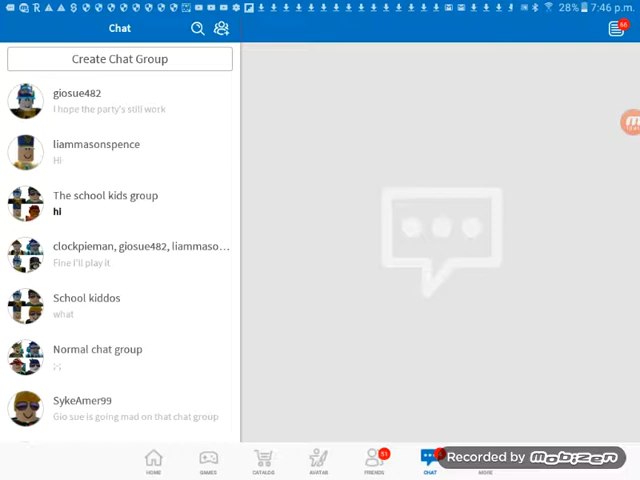 28% 7:46 p.m.
Chat
66
Create Chat Group
giosue482
I hope the party's still work
liammasonspence
Hi
The school kids group
hi
clockpieman, giosue482, liammaso...
Fine I'll play it
School kiddos
what
Normal chat group
;-;
SykeAmer99
Gio sue is going mad on that chat group
51
HOME GAMES CATALOG AVATAR FRIENDS CHAT MORE
Recorded by Mobizen